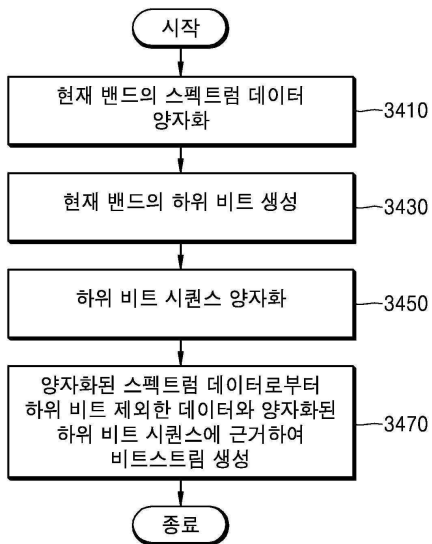 시작
현재 밴드의 스펙트럼 데이터
양자화
3410
현재 밴드의 하위 비트 생성
3430
하위 비트 시퀀스 양자화
3450
양자화된 스펙트럼 데이터로부터
하위 비트 제외한 데이터와 양자화된
하위 비트 시퀀스에 근거하여
비트스트림 생성
3470
종료